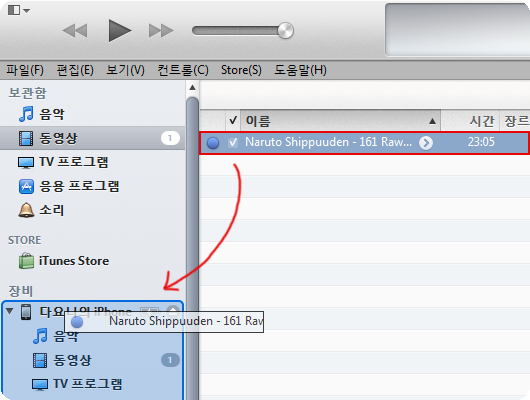 파일(F) 편집(E) 보기(V) 컨트롤(C) Store(S) 도움말(H)
보관함
음악
동영상 1
TV 프로그램
응용 프로그램
소리
STORE
iTunes Store
장비
다요나의 iPhone
음악
동영상 1
TV 프로그램
이름 시간 장르
Naruto Shippuuden - 161 Raw... 23:05
Naruto Shippuuden - 161 Rav